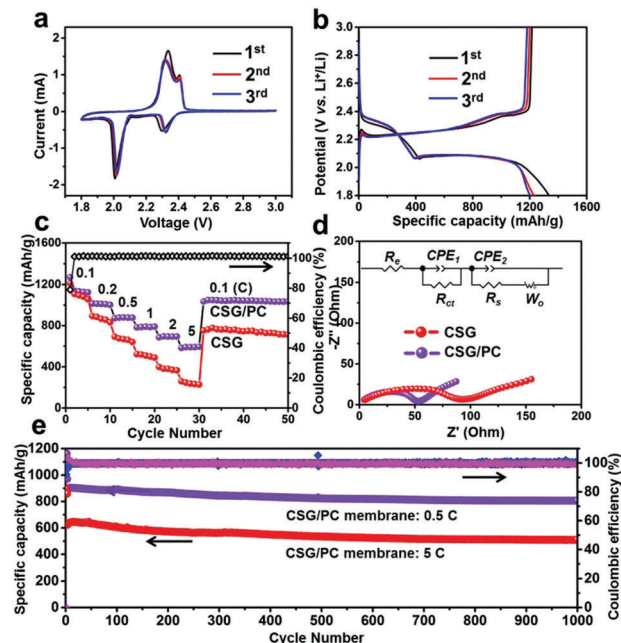 a
1st
2nd
3rd
Current (mA)
2
1
0
-1
-2
1.8 2.0 2.2 2.4 2.6 2.8 3.0
Voltage (V)
b
1st
2nd
3rd
Potential (V vs. Li+/Li)
3.0
2.8
2.6
2.4
2.2
2.0
1.8
0 400 800 1200 1600
Specific capacity (mAh/g)
c
Specific capacity (mAh/g)
1600
1200
800
400
0
0.1
0.2
0.5
1
2
5
0.1 (C)
CSG/PC
CSG
100
80
60
40
20
0
Coulombic efficiency (%)
0 10 20 30 40 50
Cycle Number
d
-Z'' (Ohm)
200
150
100
50
0
Re CPE1 CPE2
Rct Rs Wo
CSG
CSG/PC
0 50 100 150 200
Z' (Ohm)
e
Specific capacity (mAh/g)
1200
1000
800
600
400
200
0
CSG/PC membrane: 0.5 C
CSG/PC membrane: 5 C
100
80
60
40
20
0
Coulombic efficiency (%)
0 100 200 300 400 500 600 700 800 900 1000
Cycle Number